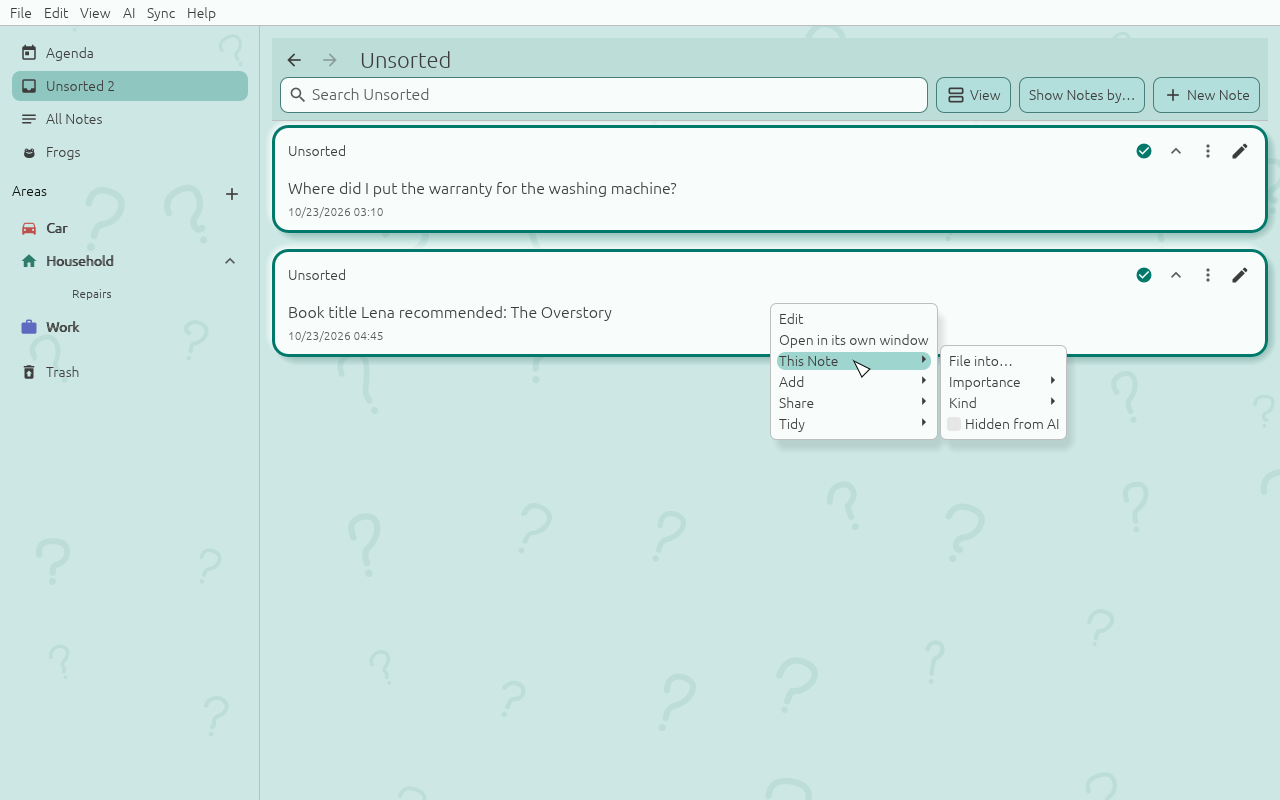 File Edit View AI Sync Help
Agenda
Unsorted 2
All Notes
Frogs
Areas
Car
Household
Repairs
Work
Trash
Unsorted
Search Unsorted
View
Show Notes by...
New Note
Unsorted
Where did I put the warranty for the washing machine?
10/23/2026 03:10
Unsorted
Book title Lena recommended: The Overstory
10/23/2026 04:45
Edit
Open in its own window
This Note
Add
Share
Tidy
File into...
Importance
Kind
Hidden from AI